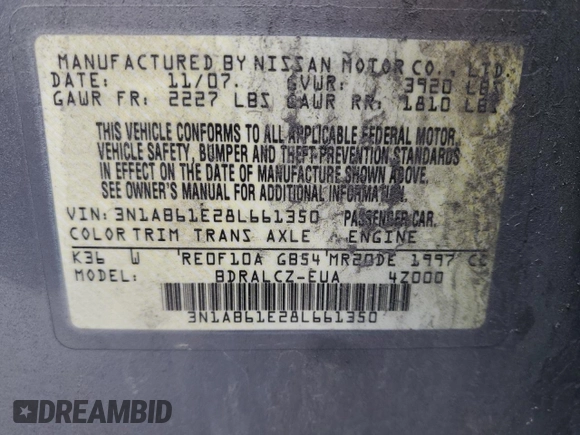 MANUFACTURED BY NISSAN MOTOR CO., LTD.
DATE: 11/07. GVWR: 3920 LBS
GAWR FR: 2227 LBS GAWR RR: 1810 LBS
THIS VEHICLE CONFORMS TO ALL APPLICABLE FEDERAL MOTOR
VEHICLE SAFETY, BUMPER AND THEFT PREVENTION STANDARDS
IN EFFECT ON THE DATE OF MANUFACTURE SHOWN ABOVE.
SEE OWNER'S MANUAL FOR ADDITIONAL INFORMATION.
VIN: 3N1AB61E28L661350 PASSENGER CAR.
COLOR TRIM TRANS AXLE ENGINE
K36 W RE0F10A GB54 MR20DE 1997 CC
MODEL: BDRALCZ-EUA 4Z000
3N1AB61E28L661350
DREAMBID